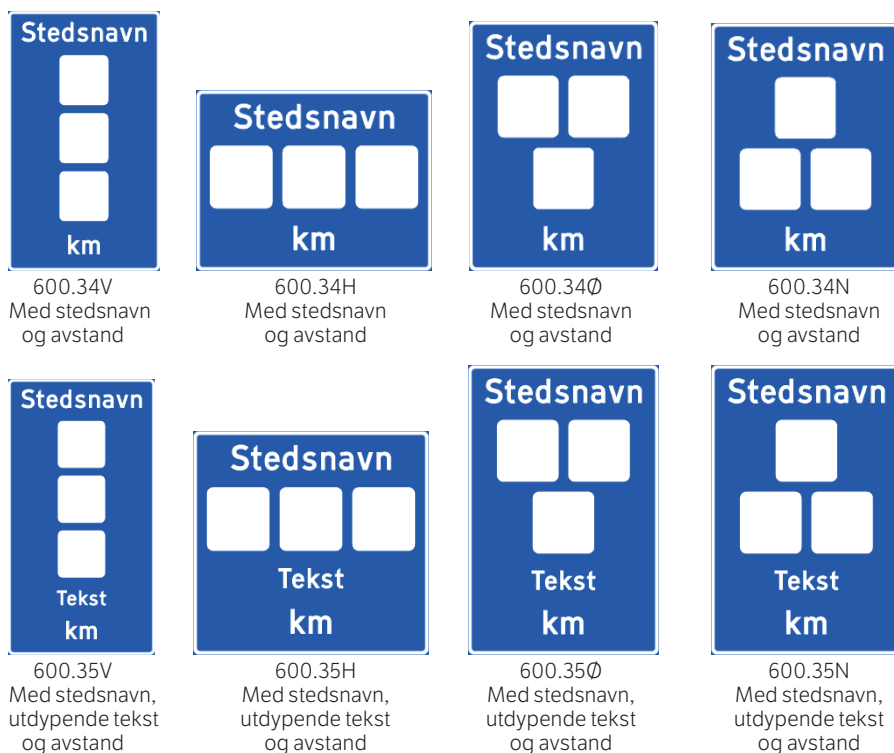 Stedsnavn
km
600.34V
Med stedsnavn
og avstand
Stedsnavn
km
600.34H
Med stedsnavn
og avstand
Stedsnavn
km
600.34Ø
Med stedsnavn
og avstand
Stedsnavn
km
600.34N
Med stedsnavn
og avstand
Stedsnavn
Tekst
km
600.35V
Med stedsnavn,
utdypende tekst
og avstand
Stedsnavn
Tekst
km
600.35H
Med stedsnavn,
utdypende tekst
og avstand
Stedsnavn
Tekst
km
600.35Ø
Med stedsnavn,
utdypende tekst
og avstand
Stedsnavn
Tekst
km
600.35N
Med stedsnavn,
utdypende tekst
og avstand